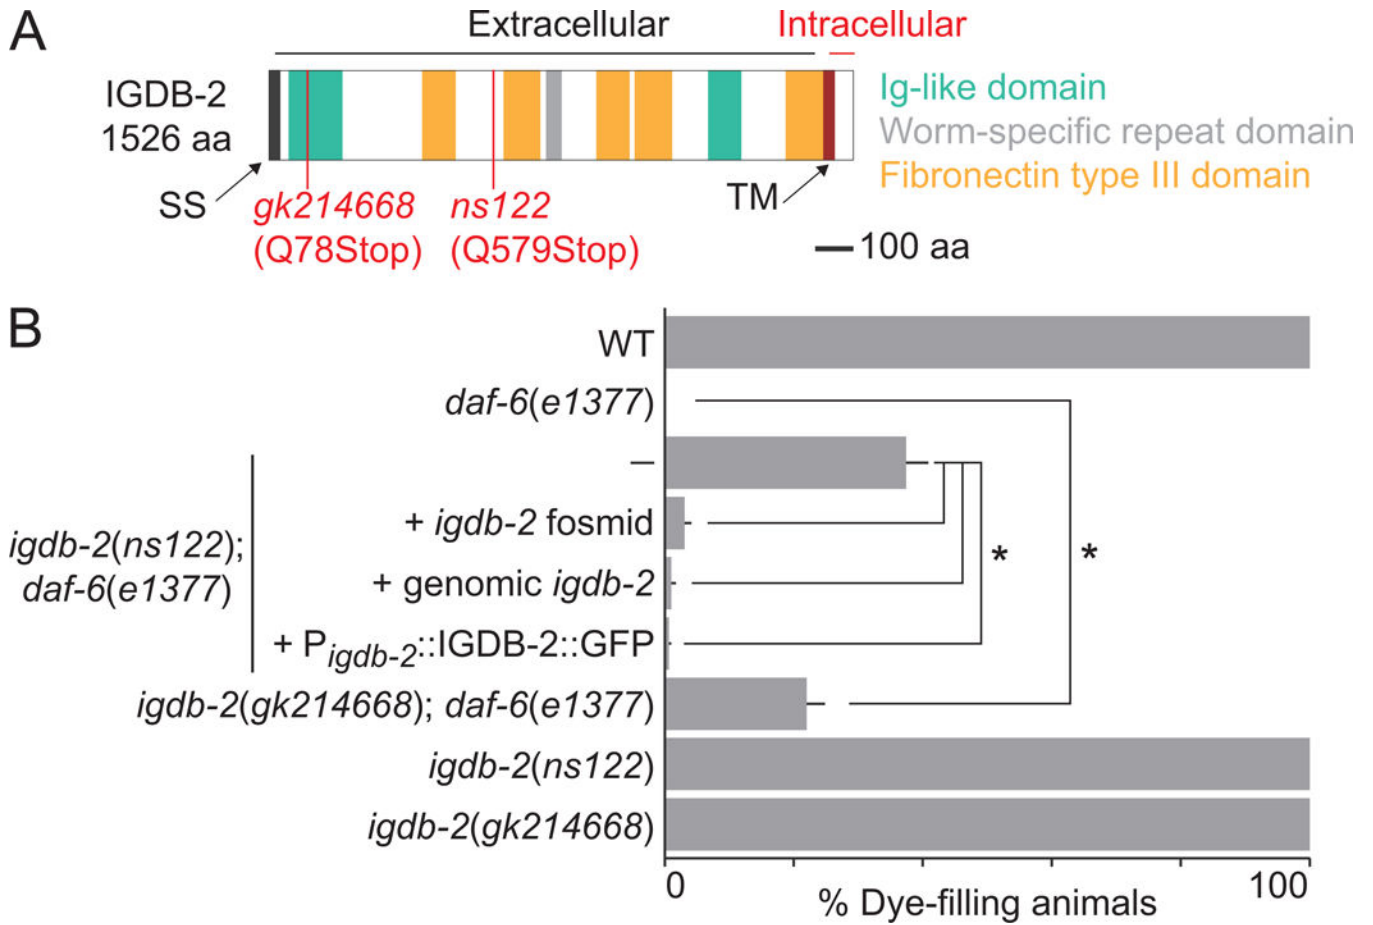 A
Extracellular
Intracellular
IGDB-2
1526 aa
Ig-like domain
Worm-specific repeat domain
Fibronectin type III domain
SS
gk214668
(Q78Stop)
ns122
(Q579Stop)
TM
100 aa
B
WT
daf-6(e1377)
–
+ igdb-2 fosmid
igdb-2(ns122);
daf-6(e1377)
+ genomic igdb-2
+ Pigdb-2::IGDB-2::GFP
*
*
igdb-2(gk214668); daf-6(e1377)
igdb-2(ns122)
igdb-2(gk214668)
0
100
% Dye-filling animals